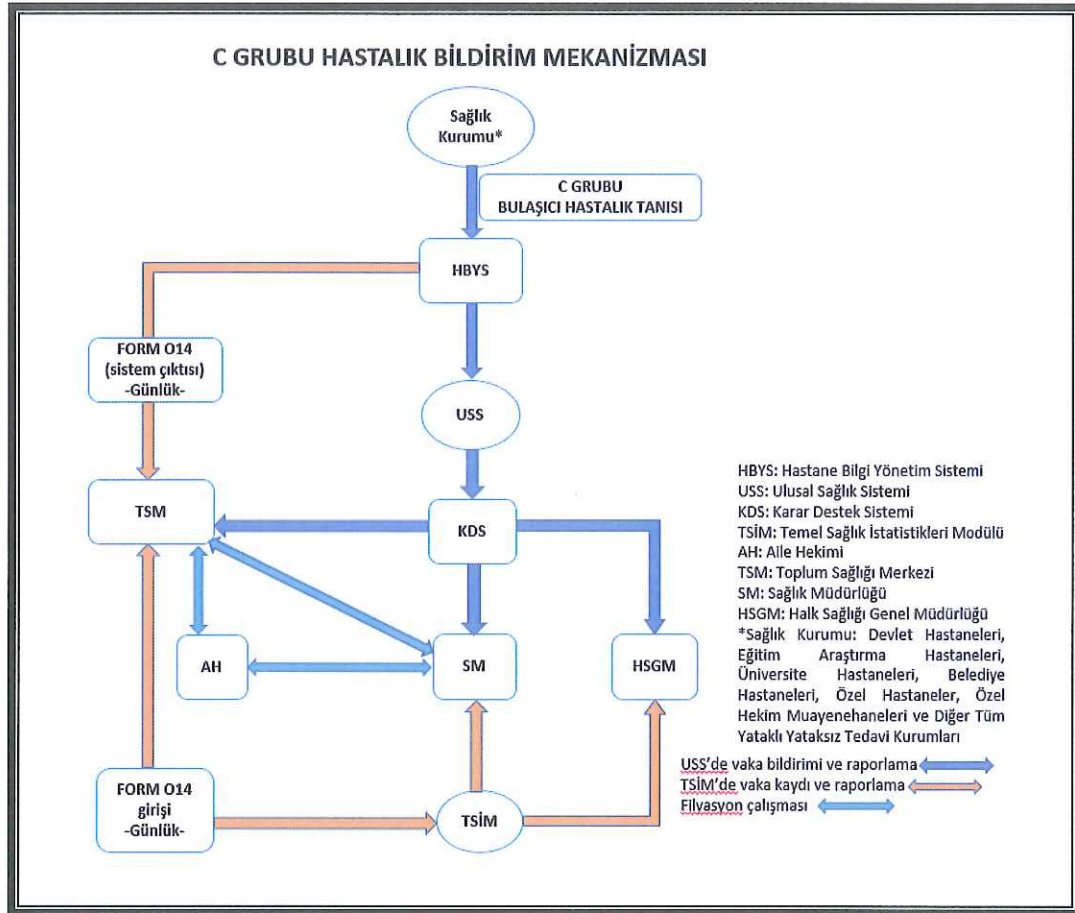 C GRUBU HASTALIK BİLDİRİM MEKANİZMASI
Sağlık
Kurumu*
C GRUBU
BULAŞICI HASTALIK TANISI
HBYS
FORM O14
(sistem çıktısı)
-Günlük-
USS
TSM
KDS
AH
SM
HSGM
FORM O14
girişi
-Günlük-
TSİM
HBYS: Hastane Bilgi Yönetim Sistemi
USS: Ulusal Sağlık Sistemi
KDS: Karar Destek Sistemi
TSİM: Temel Sağlık İstatistikleri Modülü
AH: Aile Hekimi
TSM: Toplum Sağlığı Merkezi
SM: Sağlık Müdürlüğü
HSGM: Halk Sağlığı Genel Müdürlüğü
*Sağlık Kurumu: Devlet Hastaneleri,
Eğitim Araştırma Hastaneleri,
Üniversite Hastaneleri, Belediye
Hastaneleri, Özel Hastaneler, Özel
Hekim Muayenehaneleri ve Diğer Tüm
Yataklı Yataksız Tedavi Kurumları
USS'de vaka bildirimi ve raporlama
TSİM'de vaka kaydı ve raporlama
Filvasyon çalışması